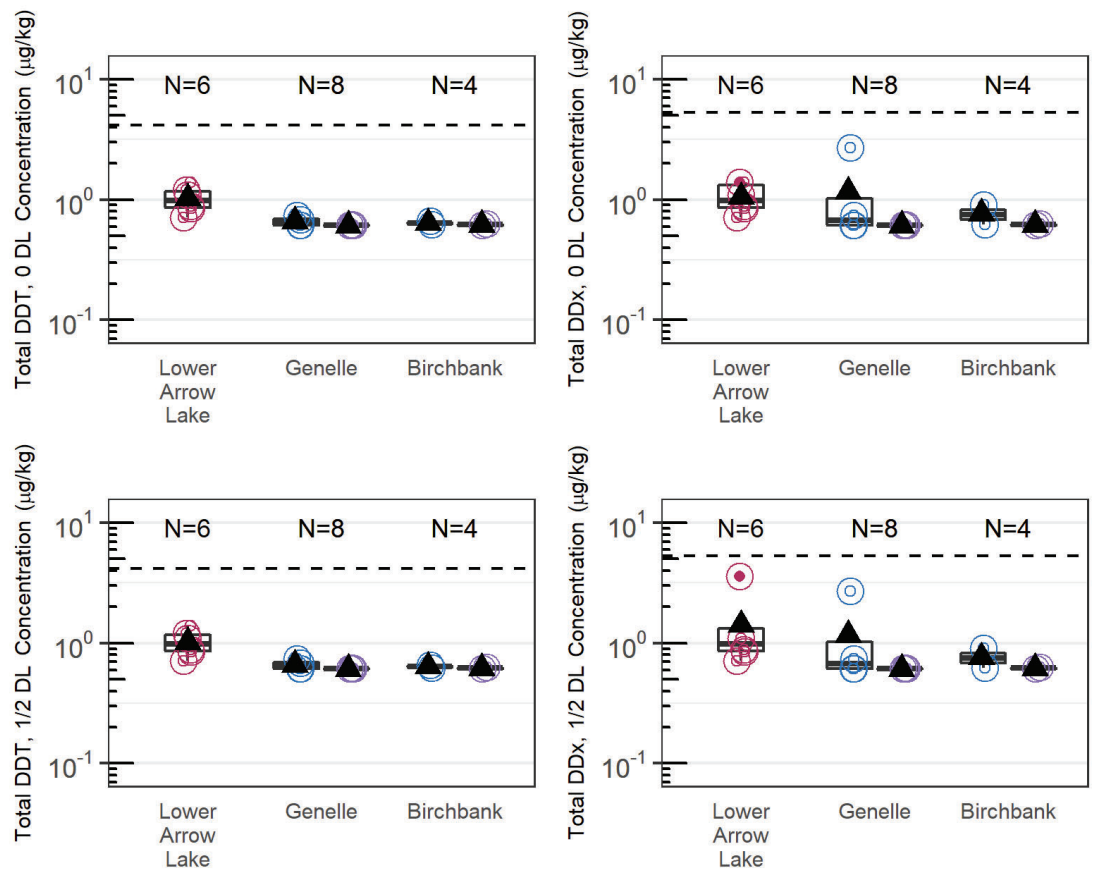 Total DDT, 0 DL Concentration (μg/kg)
10¹
10⁰
10⁻¹
N=6 N=8 N=4
Lower
Arrow
Lake
Genelle
Birchbank
Total DDx, 0 DL Concentration (μg/kg)
10¹
10⁰
10⁻¹
N=6 N=8 N=4
Lower
Arrow
Lake
Genelle
Birchbank
Total DDT, 1/2 DL Concentration (μg/kg)
10¹
10⁰
10⁻¹
N=6 N=8 N=4
Lower
Arrow
Lake
Genelle
Birchbank
Total DDx, 1/2 DL Concentration (μg/kg)
10¹
10⁰
10⁻¹
N=6 N=8 N=4
Lower
Arrow
Lake
Genelle
Birchbank